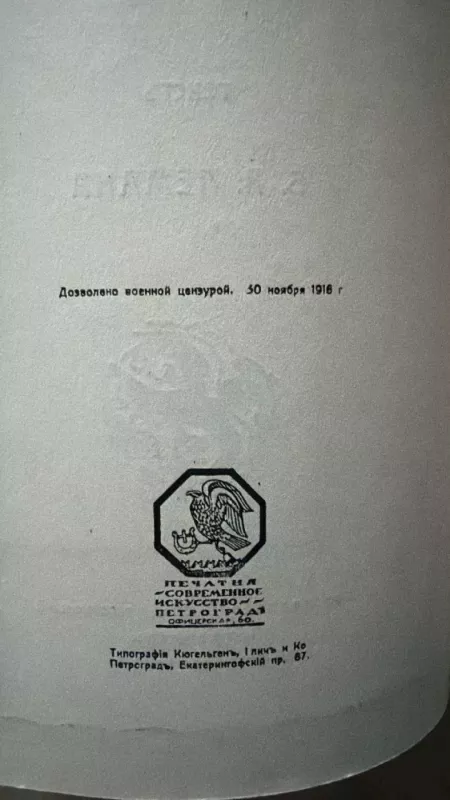 Дозволено военной цензурой. 30 ноября 1916 г
ПЕЧАТНЯ
~СОВРЕМЕННОЕ
ИСКУССТВО~~
ПЕТРОГРАДЪ
ОФИЦЕРСКАЯ, 60.
Типографія Кюгельгенъ, Гличъ и Ко
Петроградъ, Екатерингофскій пр. 87.